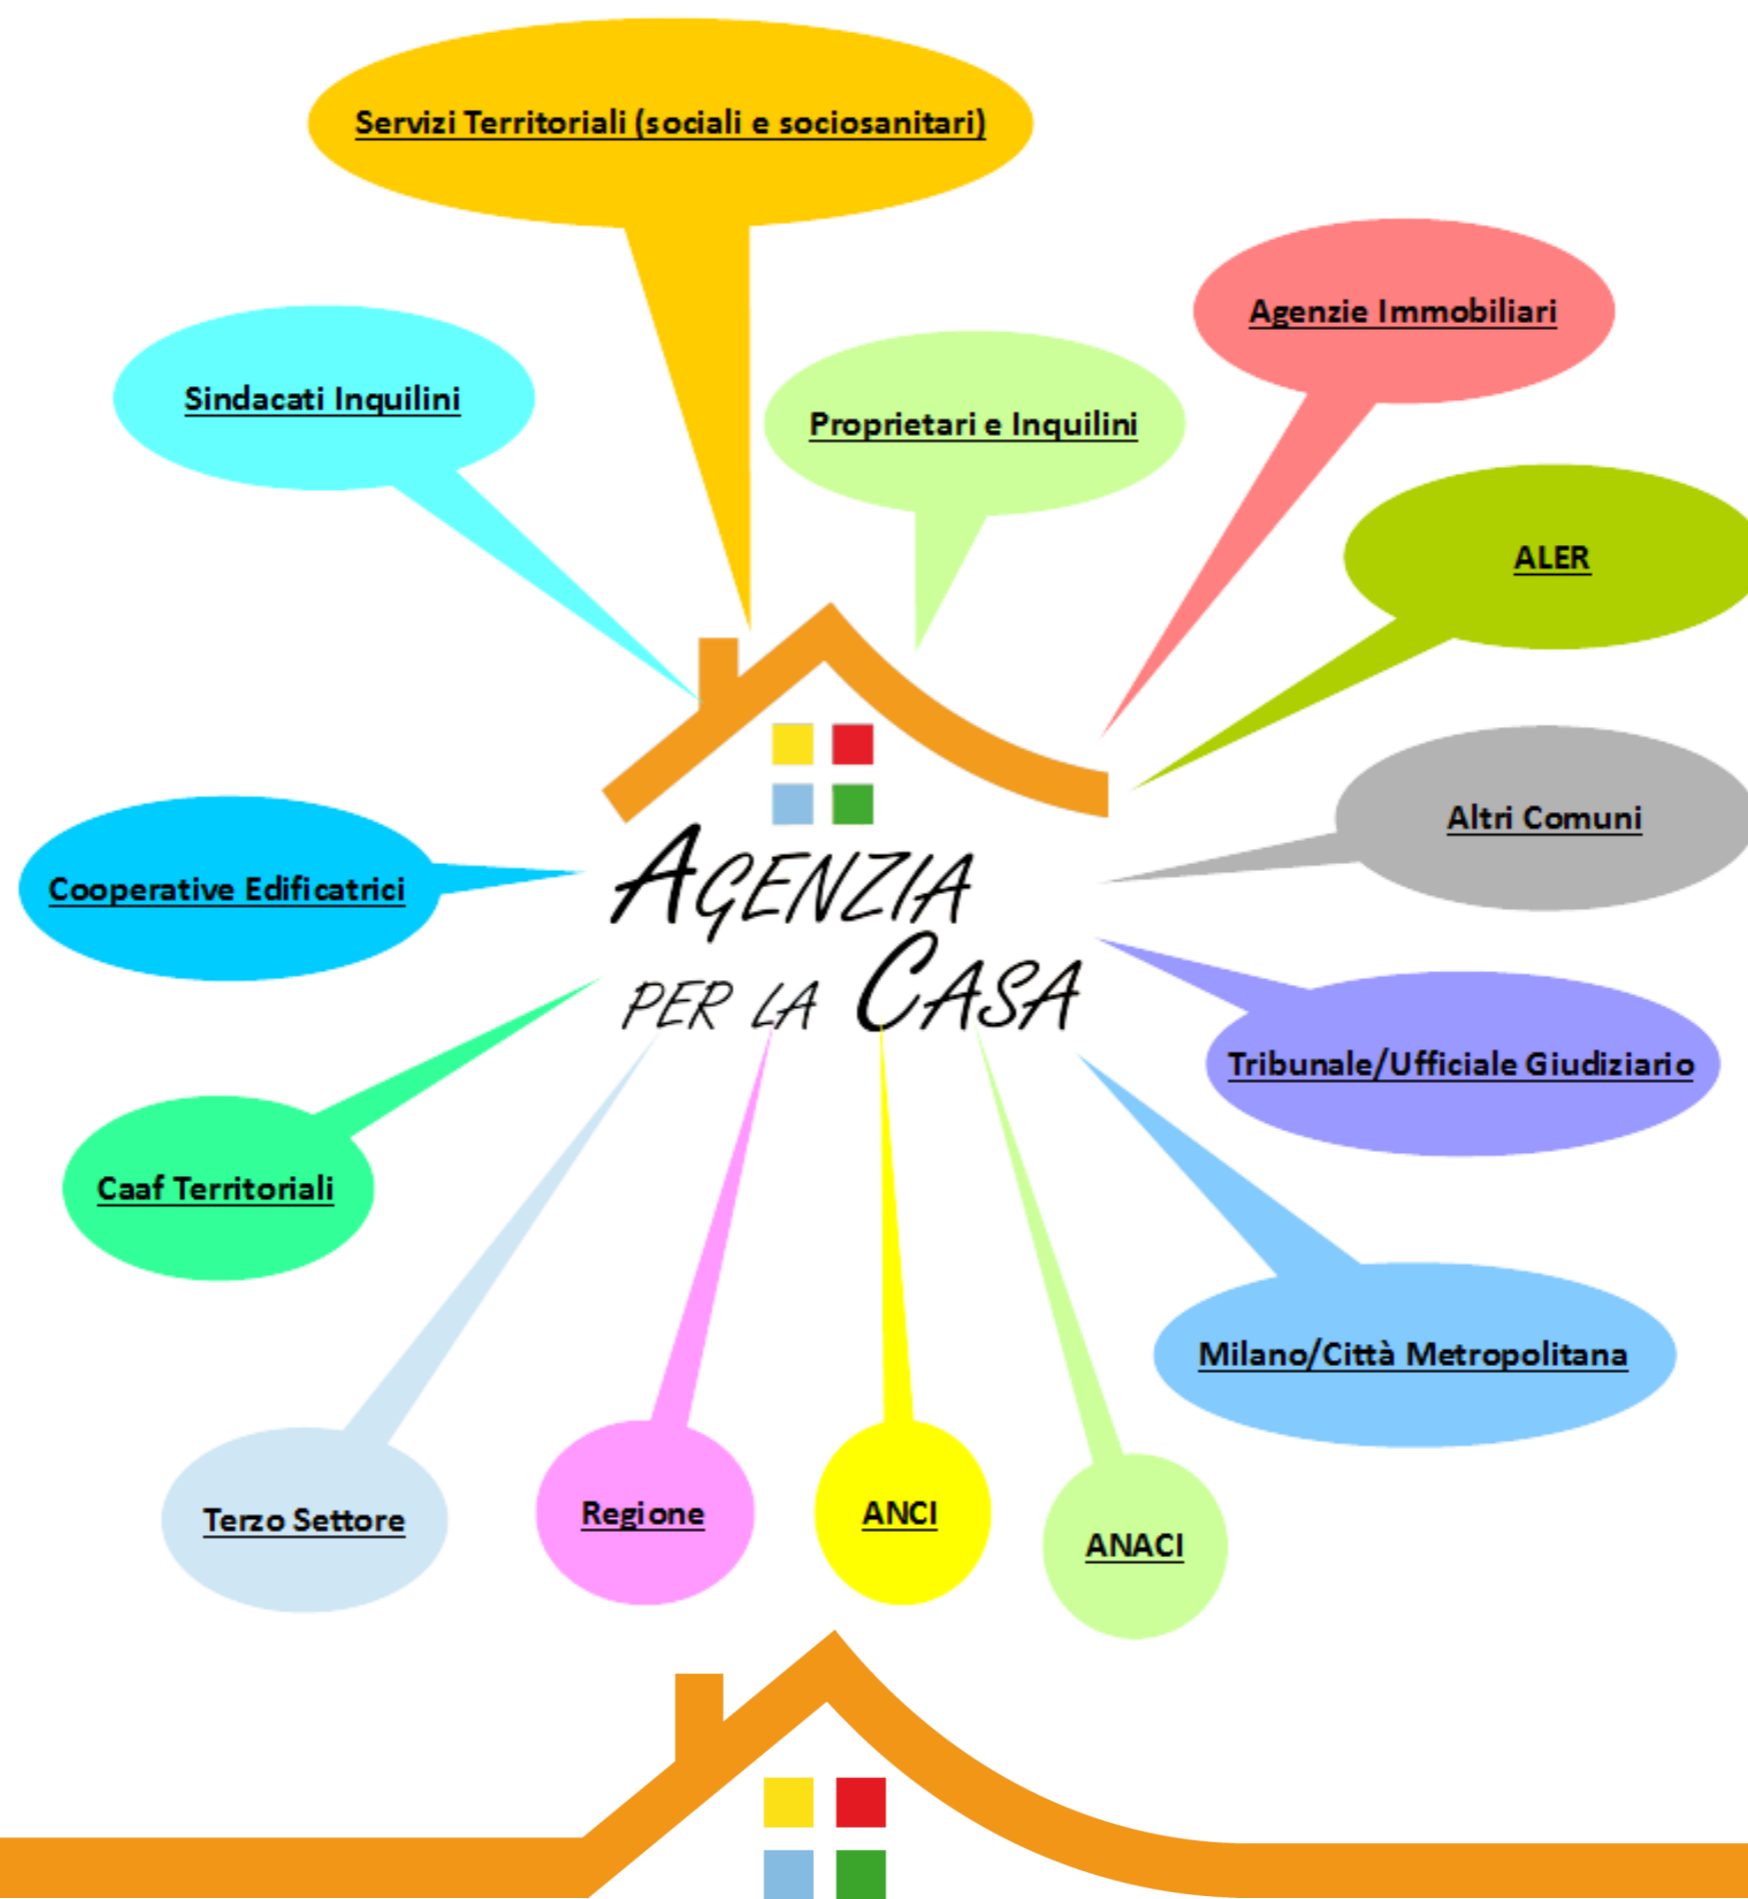 Servizi Territoriali (sociali e sociosanitari)
Agenzie Immobiliari
Sindacati Inquilini
Proprietari e Inquilini
ALER
Altri Comuni
Cooperative Edificatrici
AGENZIA
PER LA CASA
Tribunale/Ufficiale Giudiziario
Caaf Territoriali
Milano/Città Metropolitana
Terzo Settore
Regione
ANCI
ANACI